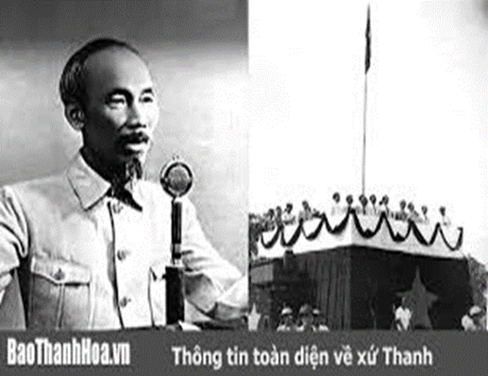 BaoThanhHoa.vn Thông tin toàn diện về xứ Thanh